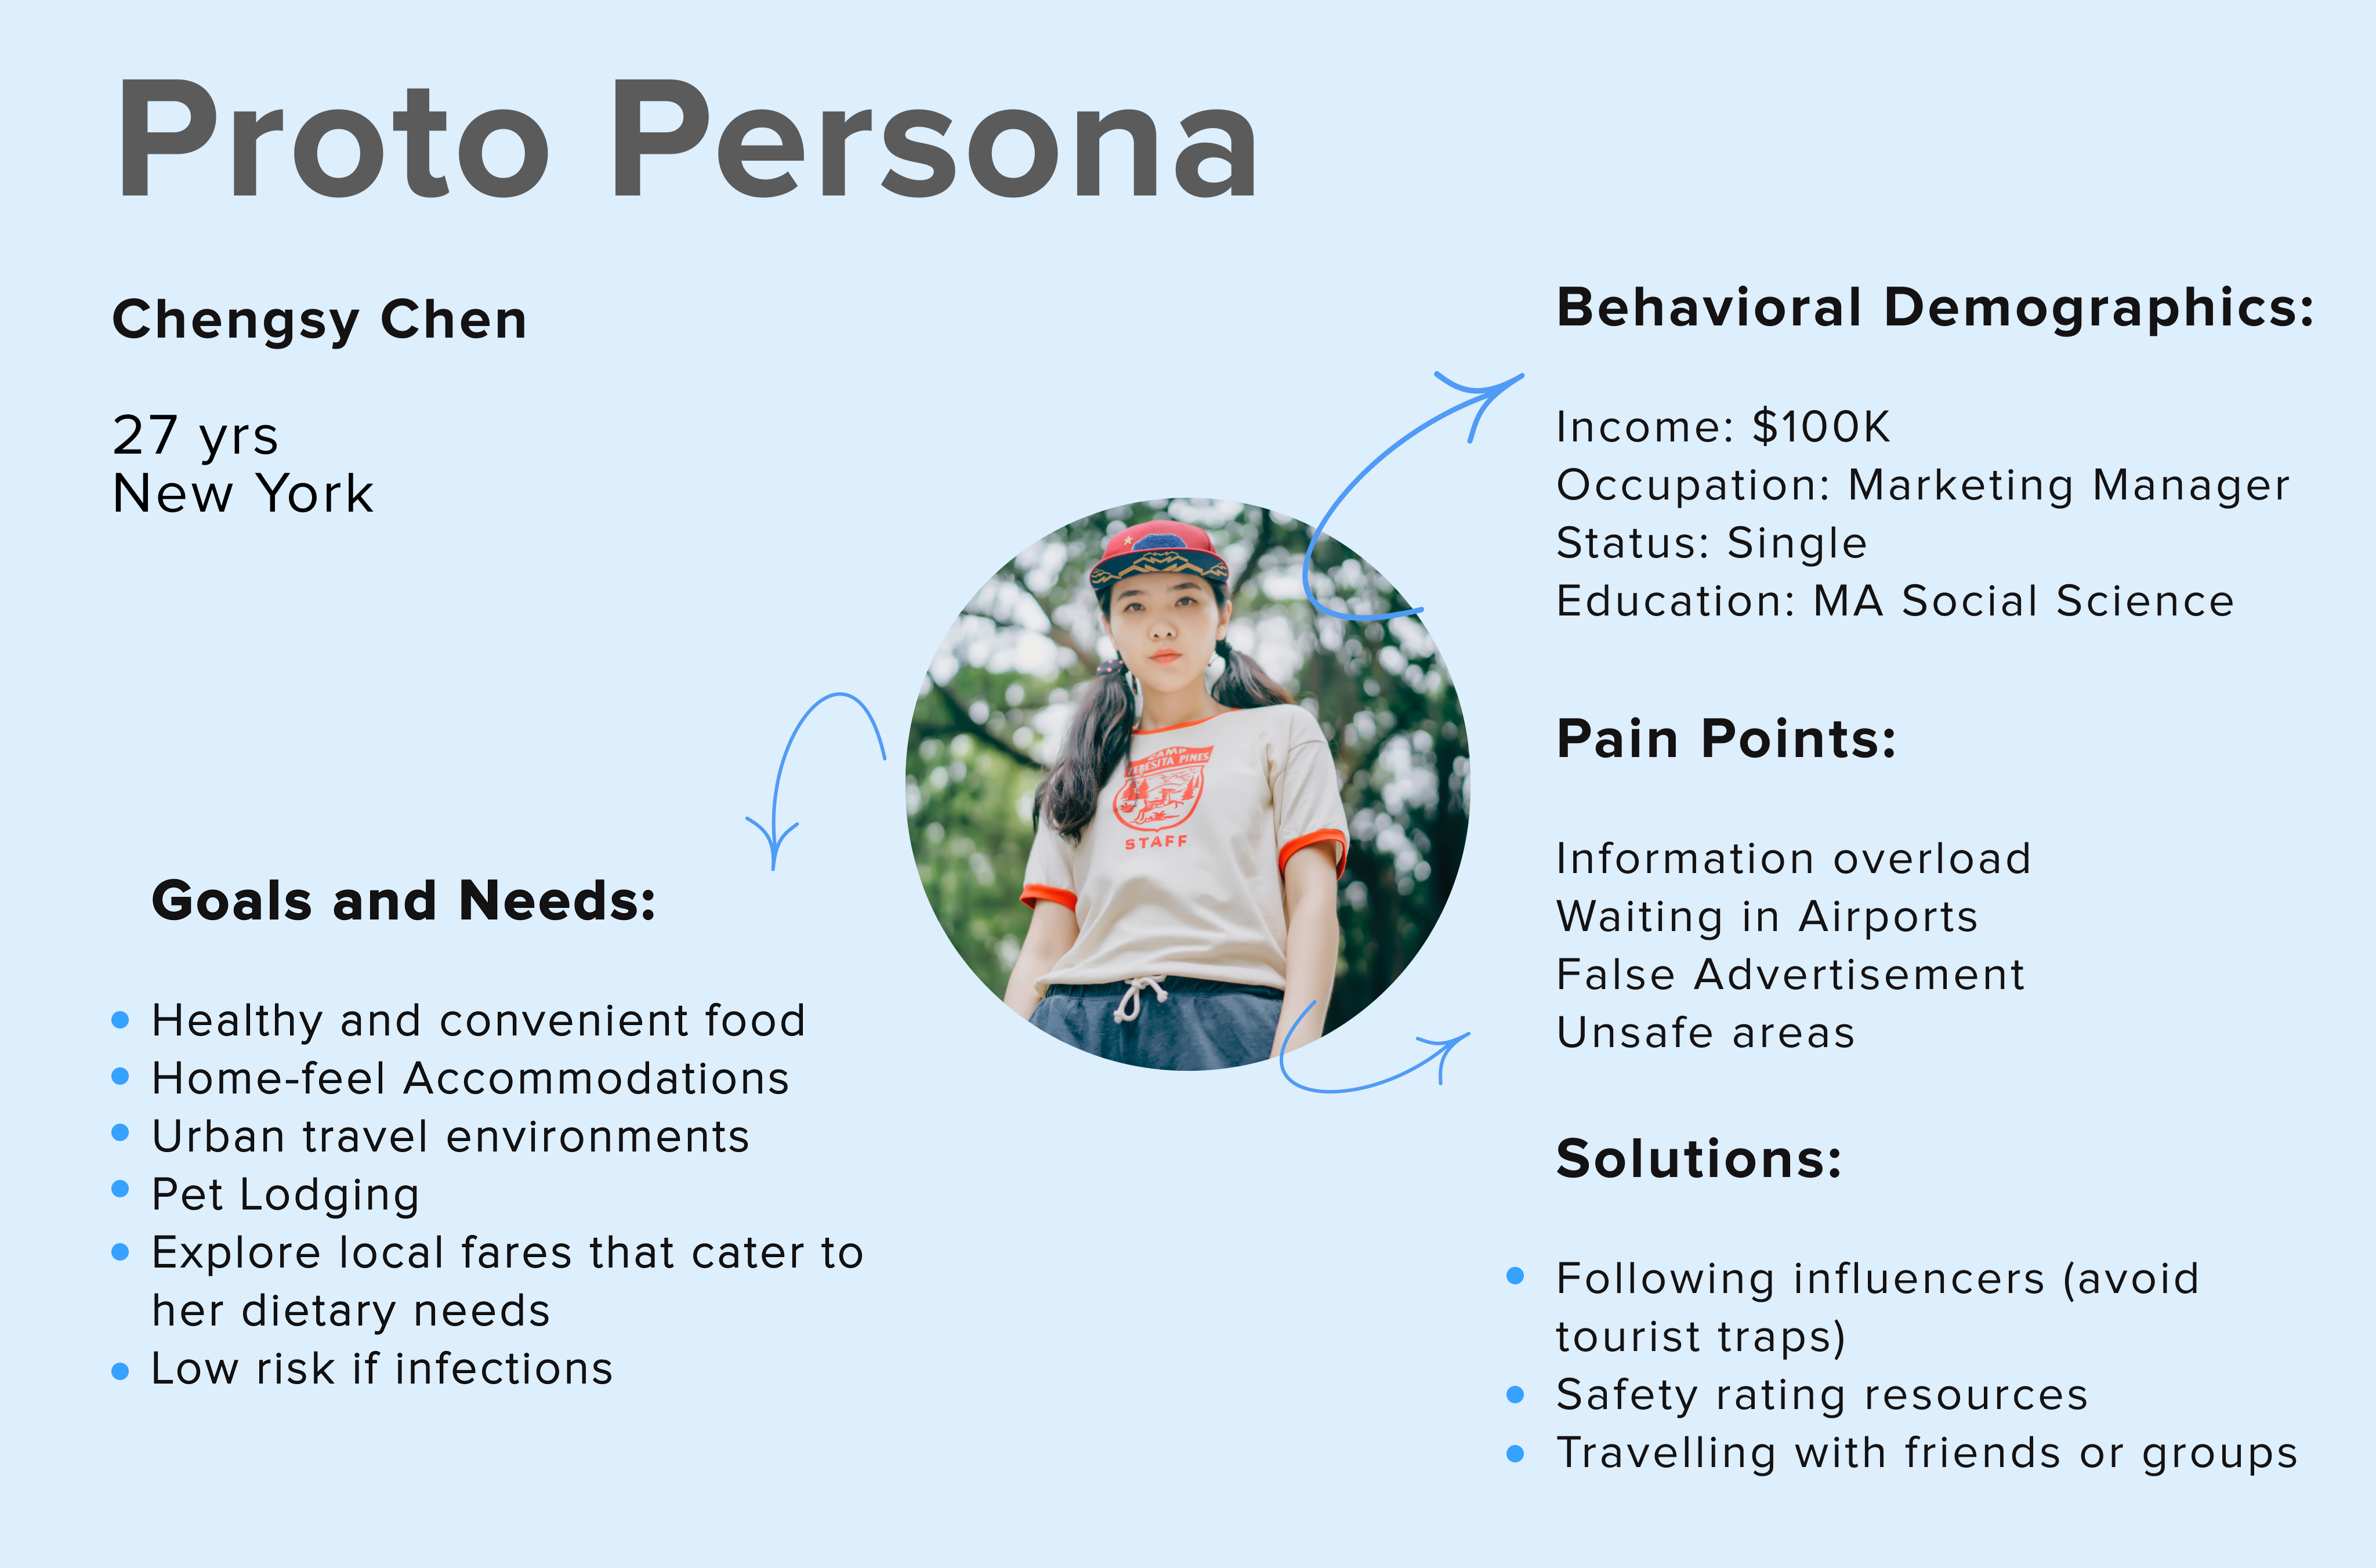 Proto Persona
Chengsy Chen
27 yrs
New York
Goals and Needs:
Healthy and convenient food
Home-feel Accommodations
Urban travel environments
Pet Lodging
Explore local fares that cater to
her dietary needs
Low risk if infections
PINES
STAFF
Behavioral Demographics:
Income: $100K
Occupation: Marketing Manager
Status: Single
Education: MA Social Science
Pain Points:
Information overload
Waiting in Airports
False Advertisement
Unsafe areas
Solutions:
Following influencers (avoid
tourist traps)
Safety rating resources
Travelling with friends or groups